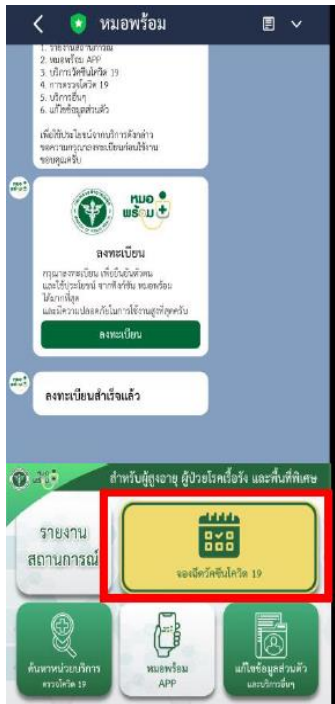 หมอพร้อม
1. รายงานสถานการณ์
2. หมอพร้อม APP
3. บริการวัคซีนโควิด 19
4. การตรวจโควิด 19
5. บริการอื่นๆ
6. แก้ไขข้อมูลส่วนตัว
เพื่อใช้ประโยชน์จากบริการดังกล่าว
ขอความกรุณาลงทะเบียนก่อนใช้งาน
ขอบคุณครับ
หมอ
พร้อม
ลงทะเบียน
กรุณาลงทะเบียน เพื่อยืนยันตัวตน
และใช้ประโยชน์ จากฟังก์ชัน หมอพร้อม
ได้มากที่สุด
และมีความปลอดภัยในการใช้งานสูงที่สุดครับ
ลงทะเบียน
ลงทะเบียนสำเร็จแล้ว
สำหรับผู้สูงอายุ ผู้ป่วยโรคเรื้อรัง และพื้นที่พิเศษ
รายงาน
สถานการณ์
จองฉีดวัคซีนโควิด 19
ค้นหาหน่วยบริการ
ตรวจโควิด 19
หมอพร้อม
APP
แก้ไขข้อมูลส่วนตัว
และบริการอื่นๆ